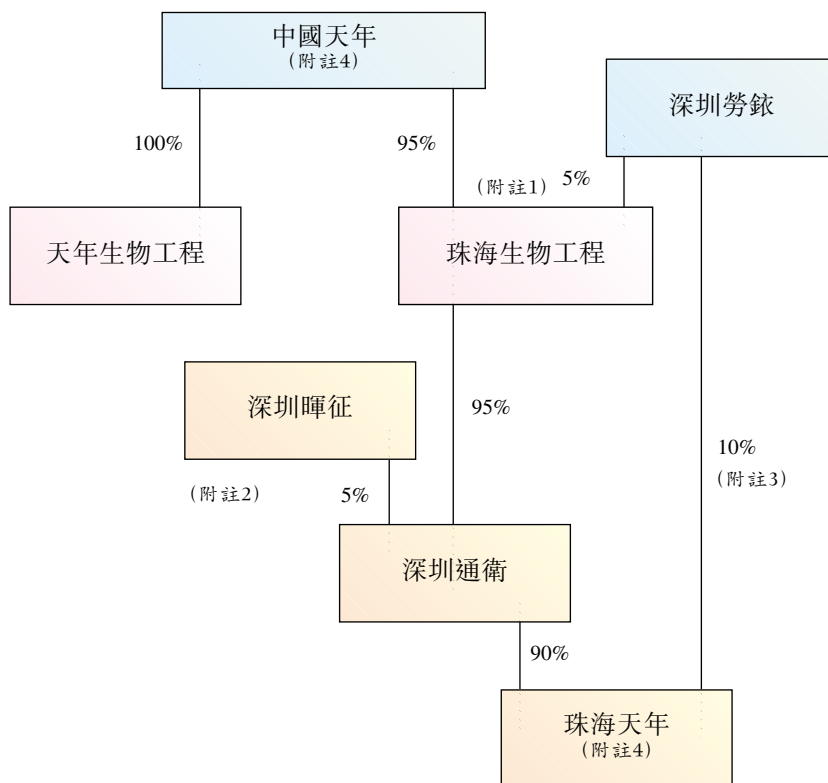 中國天年
(附註4)
深圳勞銥
100%
95%
(附註1) 5%
天年生物工程
珠海生物工程
深圳暉征
95%
10%
(附註3)
(附註2)
5%
深圳通衛
90%
珠海天年
(附註4)